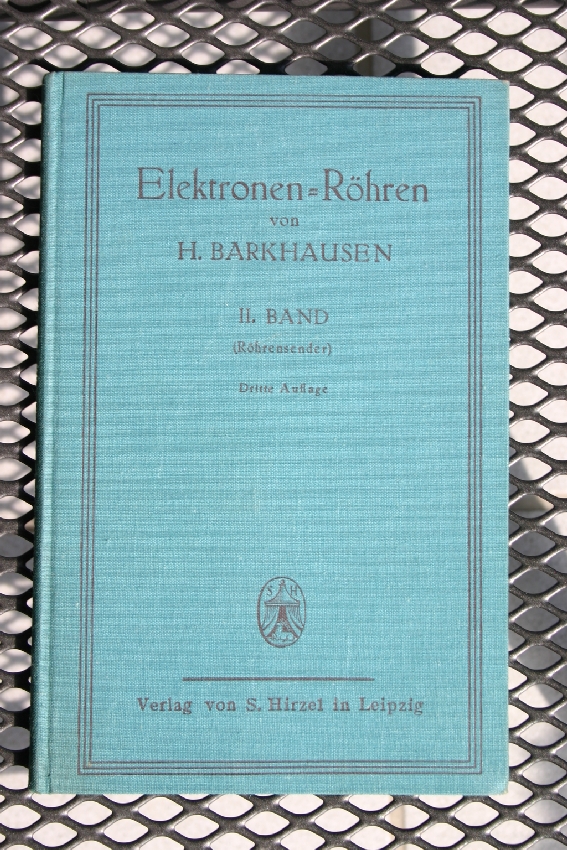 Elektronen=Röhren
von
H. BARKHAUSEN
II. BAND
(Röhrensender)
Dritte Auflage
S H
Verlag von S. Hirzel in Leipzig